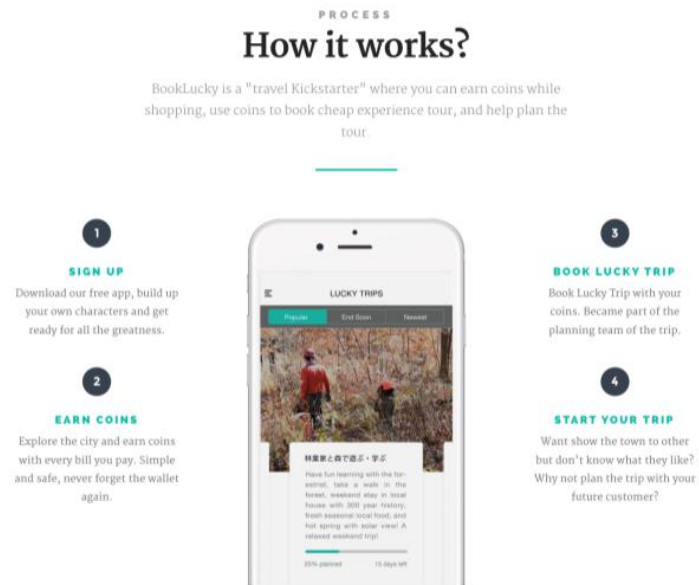 PROCESS
How it works?
BookLucky is a "travel Kickstarter" where you can earn coins while
shopping, use coins to book cheap experience tour, and help plan the
tour.
1
SIGN UP
Download our free app, build up
your own characters and get
ready for all the greatness.
2
EARN COINS
Explore the city and earn coins
with every bill you pay. Simple
and safe, never forget the wallet
again.
LUCKY TRIPS
Popular End Soon Newest
林業家と森で遊ぶ・学ぶ
Have fun learning with the for-
estrist, take a walk in the
forest, weekend stay in local
house with 300 year history,
fresh seasonal local food, and
hot spring with solar view! A
relaxed weekend trip!
35% planned 15 days left
3
BOOK LUCKY TRIP
Book Lucky Trip with your
coins. Became part of the
planning team of the trip.
4
START YOUR TRIP
Want show the town to other
but don't know what they like?
Why not plan the trip with your
future customer?